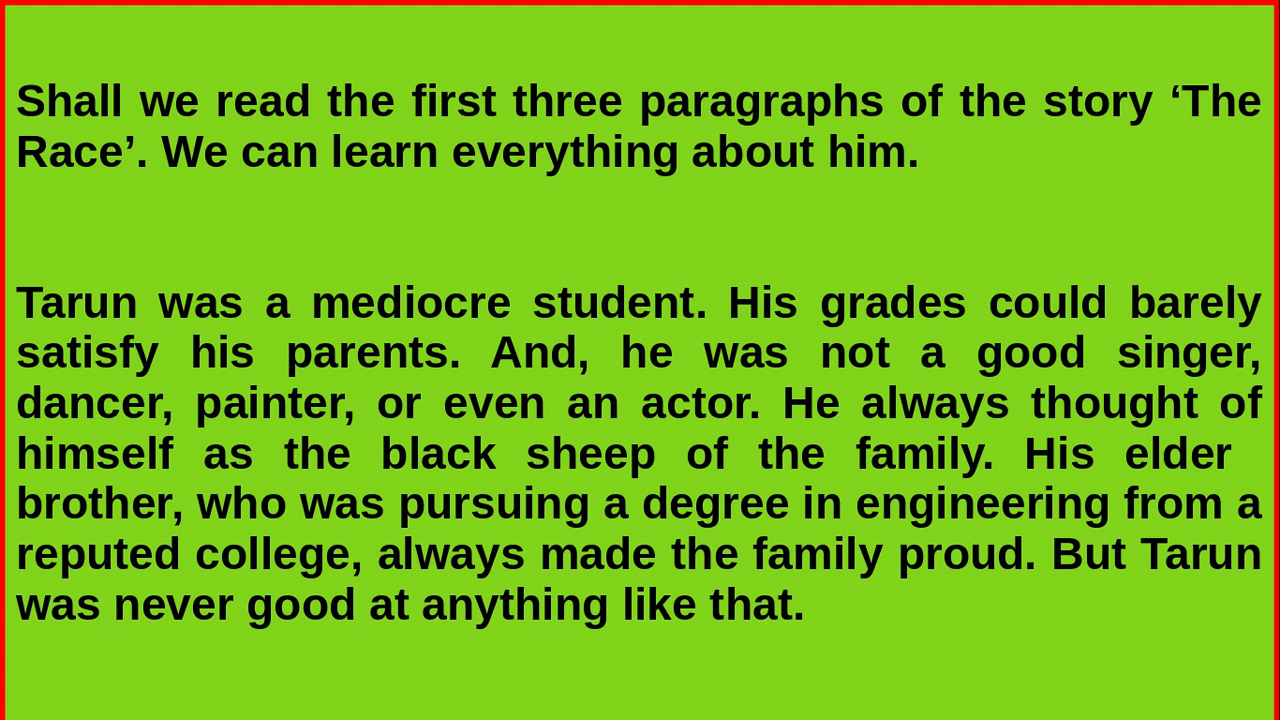 Shall we read the first three paragraphs of the story ‘The
Race’. We can learn everything about him.
Tarun was a mediocre student. His grades could barely
satisfy his parents. And, he was not a good singer,
dancer, painter, or even an actor. He always thought of
himself as the black sheep of the family. His elder
brother, who was pursuing a degree in engineering from a
reputed college, always made the family proud. But Tarun
was never good at anything like that.